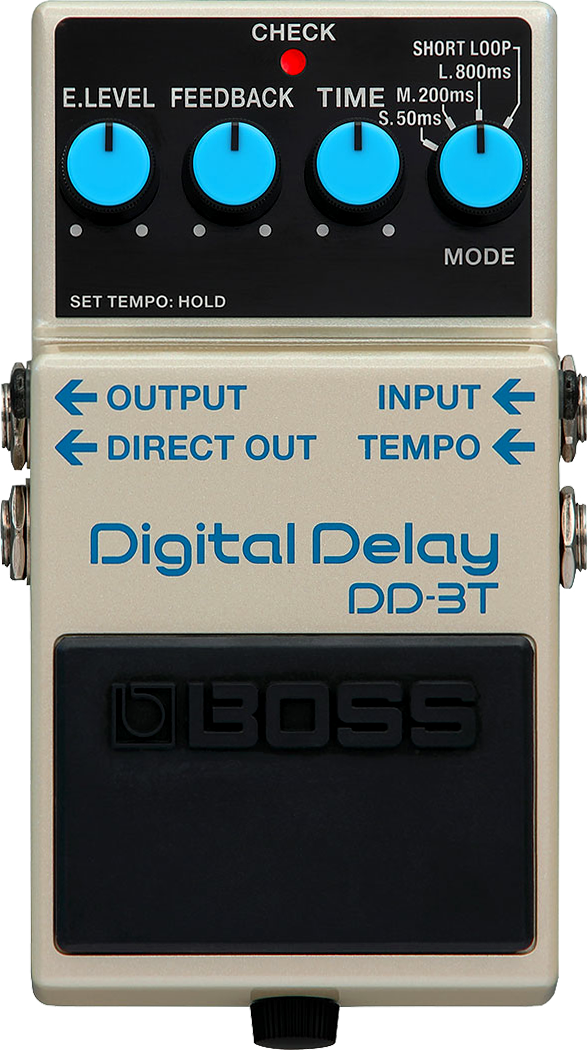 CHECK
SHORT LOOP
L.800ms
M.200ms
S.50ms
E.LEVEL FEEDBACK TIME
MODE
SET TEMPO: HOLD
OUTPUT INPUT
DIRECT OUT TEMPO
Digital Delay
DD-3T
BOSS